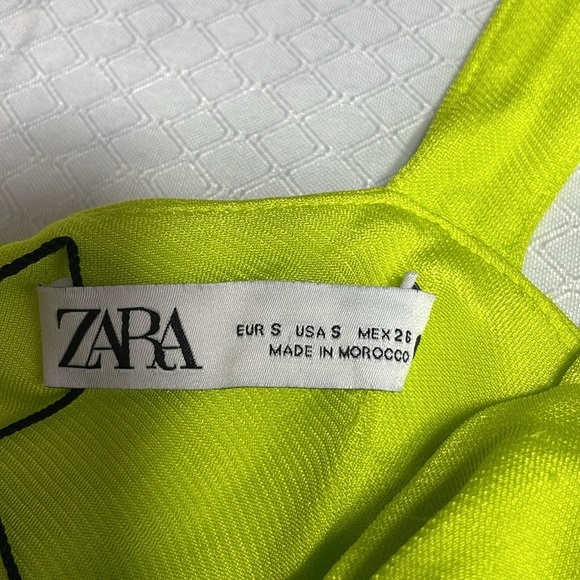 ZARA
EUR S USA S MEX 26
MADE IN MOROCCO